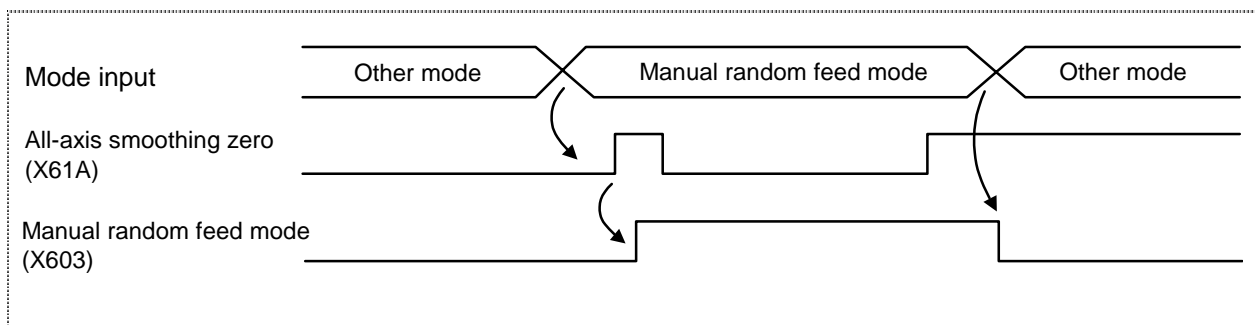 Mode input
Other mode
Manual random feed mode
Other mode
All-axis smoothing zero
(X61A)
Manual random feed mode
(X603)